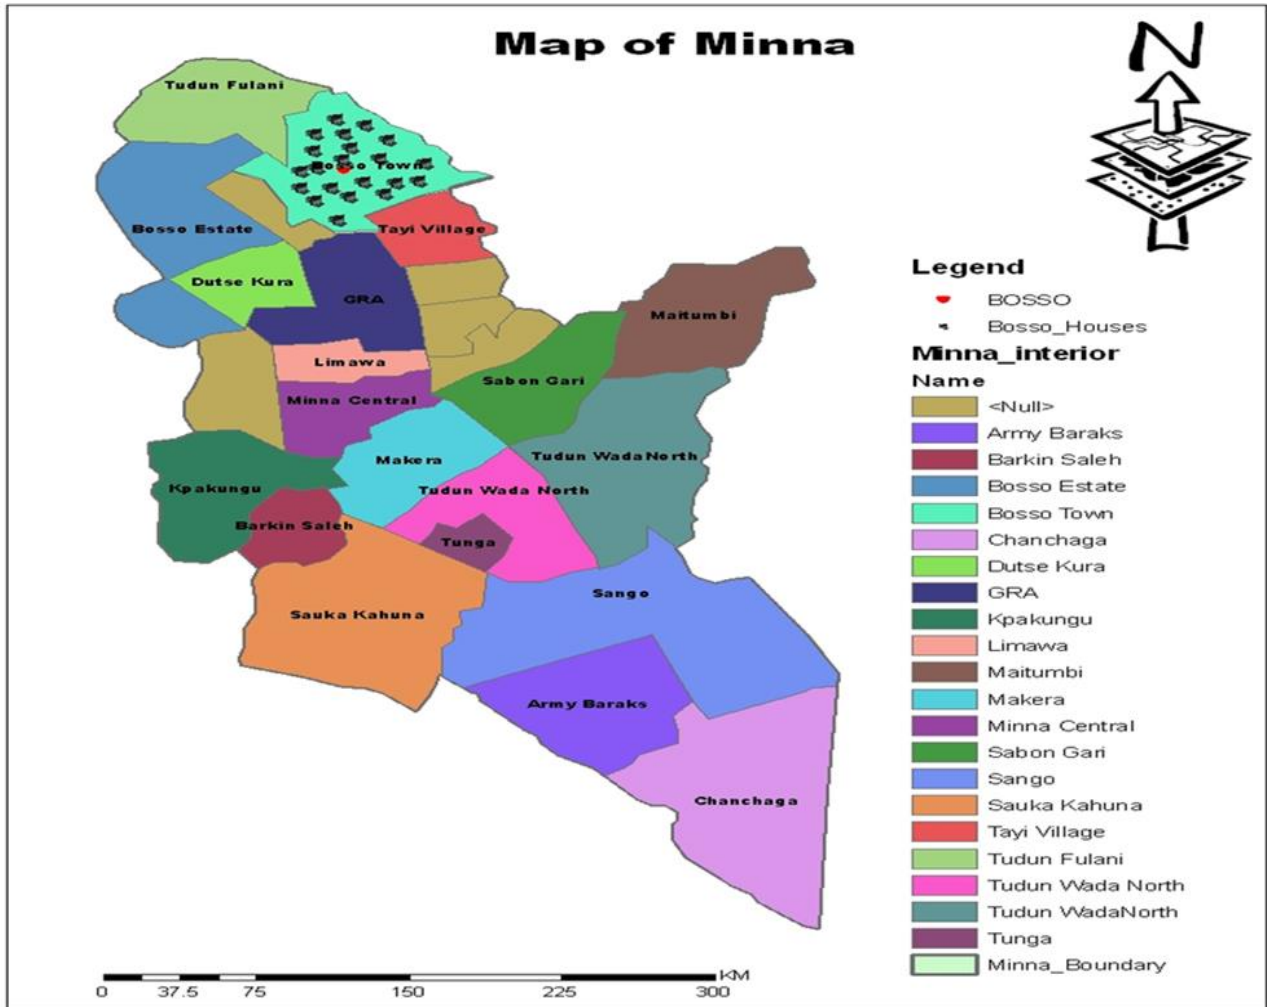 Map of Minna
N
Tudun Fulani
Bosso Town
Bosso Estate
Tayi Village
Dutse Kura
GRA
Maitumbi
Limawa
Sabon Gari
Minna Central
Makera
Tudun WadaNorth
Kpakungu
Tudun Wada North
Barkin Saleh
Tunga
Sango
Sauka Kahuna
Army Baraks
Chanchaga
Legend
BOSSO
Bosso_Houses
Minna_interior
Name
<Null>
Army Baraks
Barkin Saleh
Bosso Estate
Bosso Town
Chanchaga
Dutse Kura
GRA
Kpakungu
Limawa
Maitumbi
Makera
Minna Central
Sabon Gari
Sango
Sauka Kahuna
Tayi Village
Tudun Fulani
Tudun Wada North
Tudun WadaNorth
Tunga
Minna_Boundary
KM
0 37.5 75 150 225 300